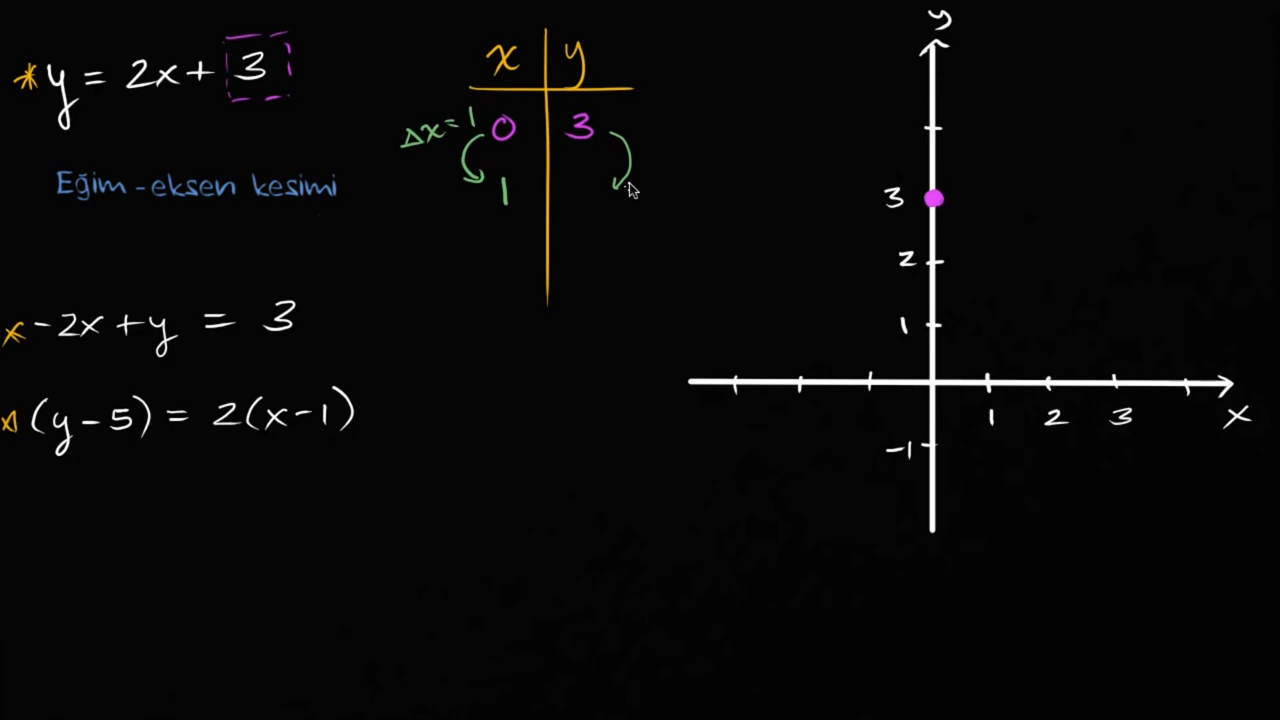 * y = 2x + 3
Eğim - eksen kesimi
* -2x + y = 3
* (y - 5) = 2(x - 1)
x y
Δx = 1
0 3
1
y
3
2
1
-1
1 2 3 x